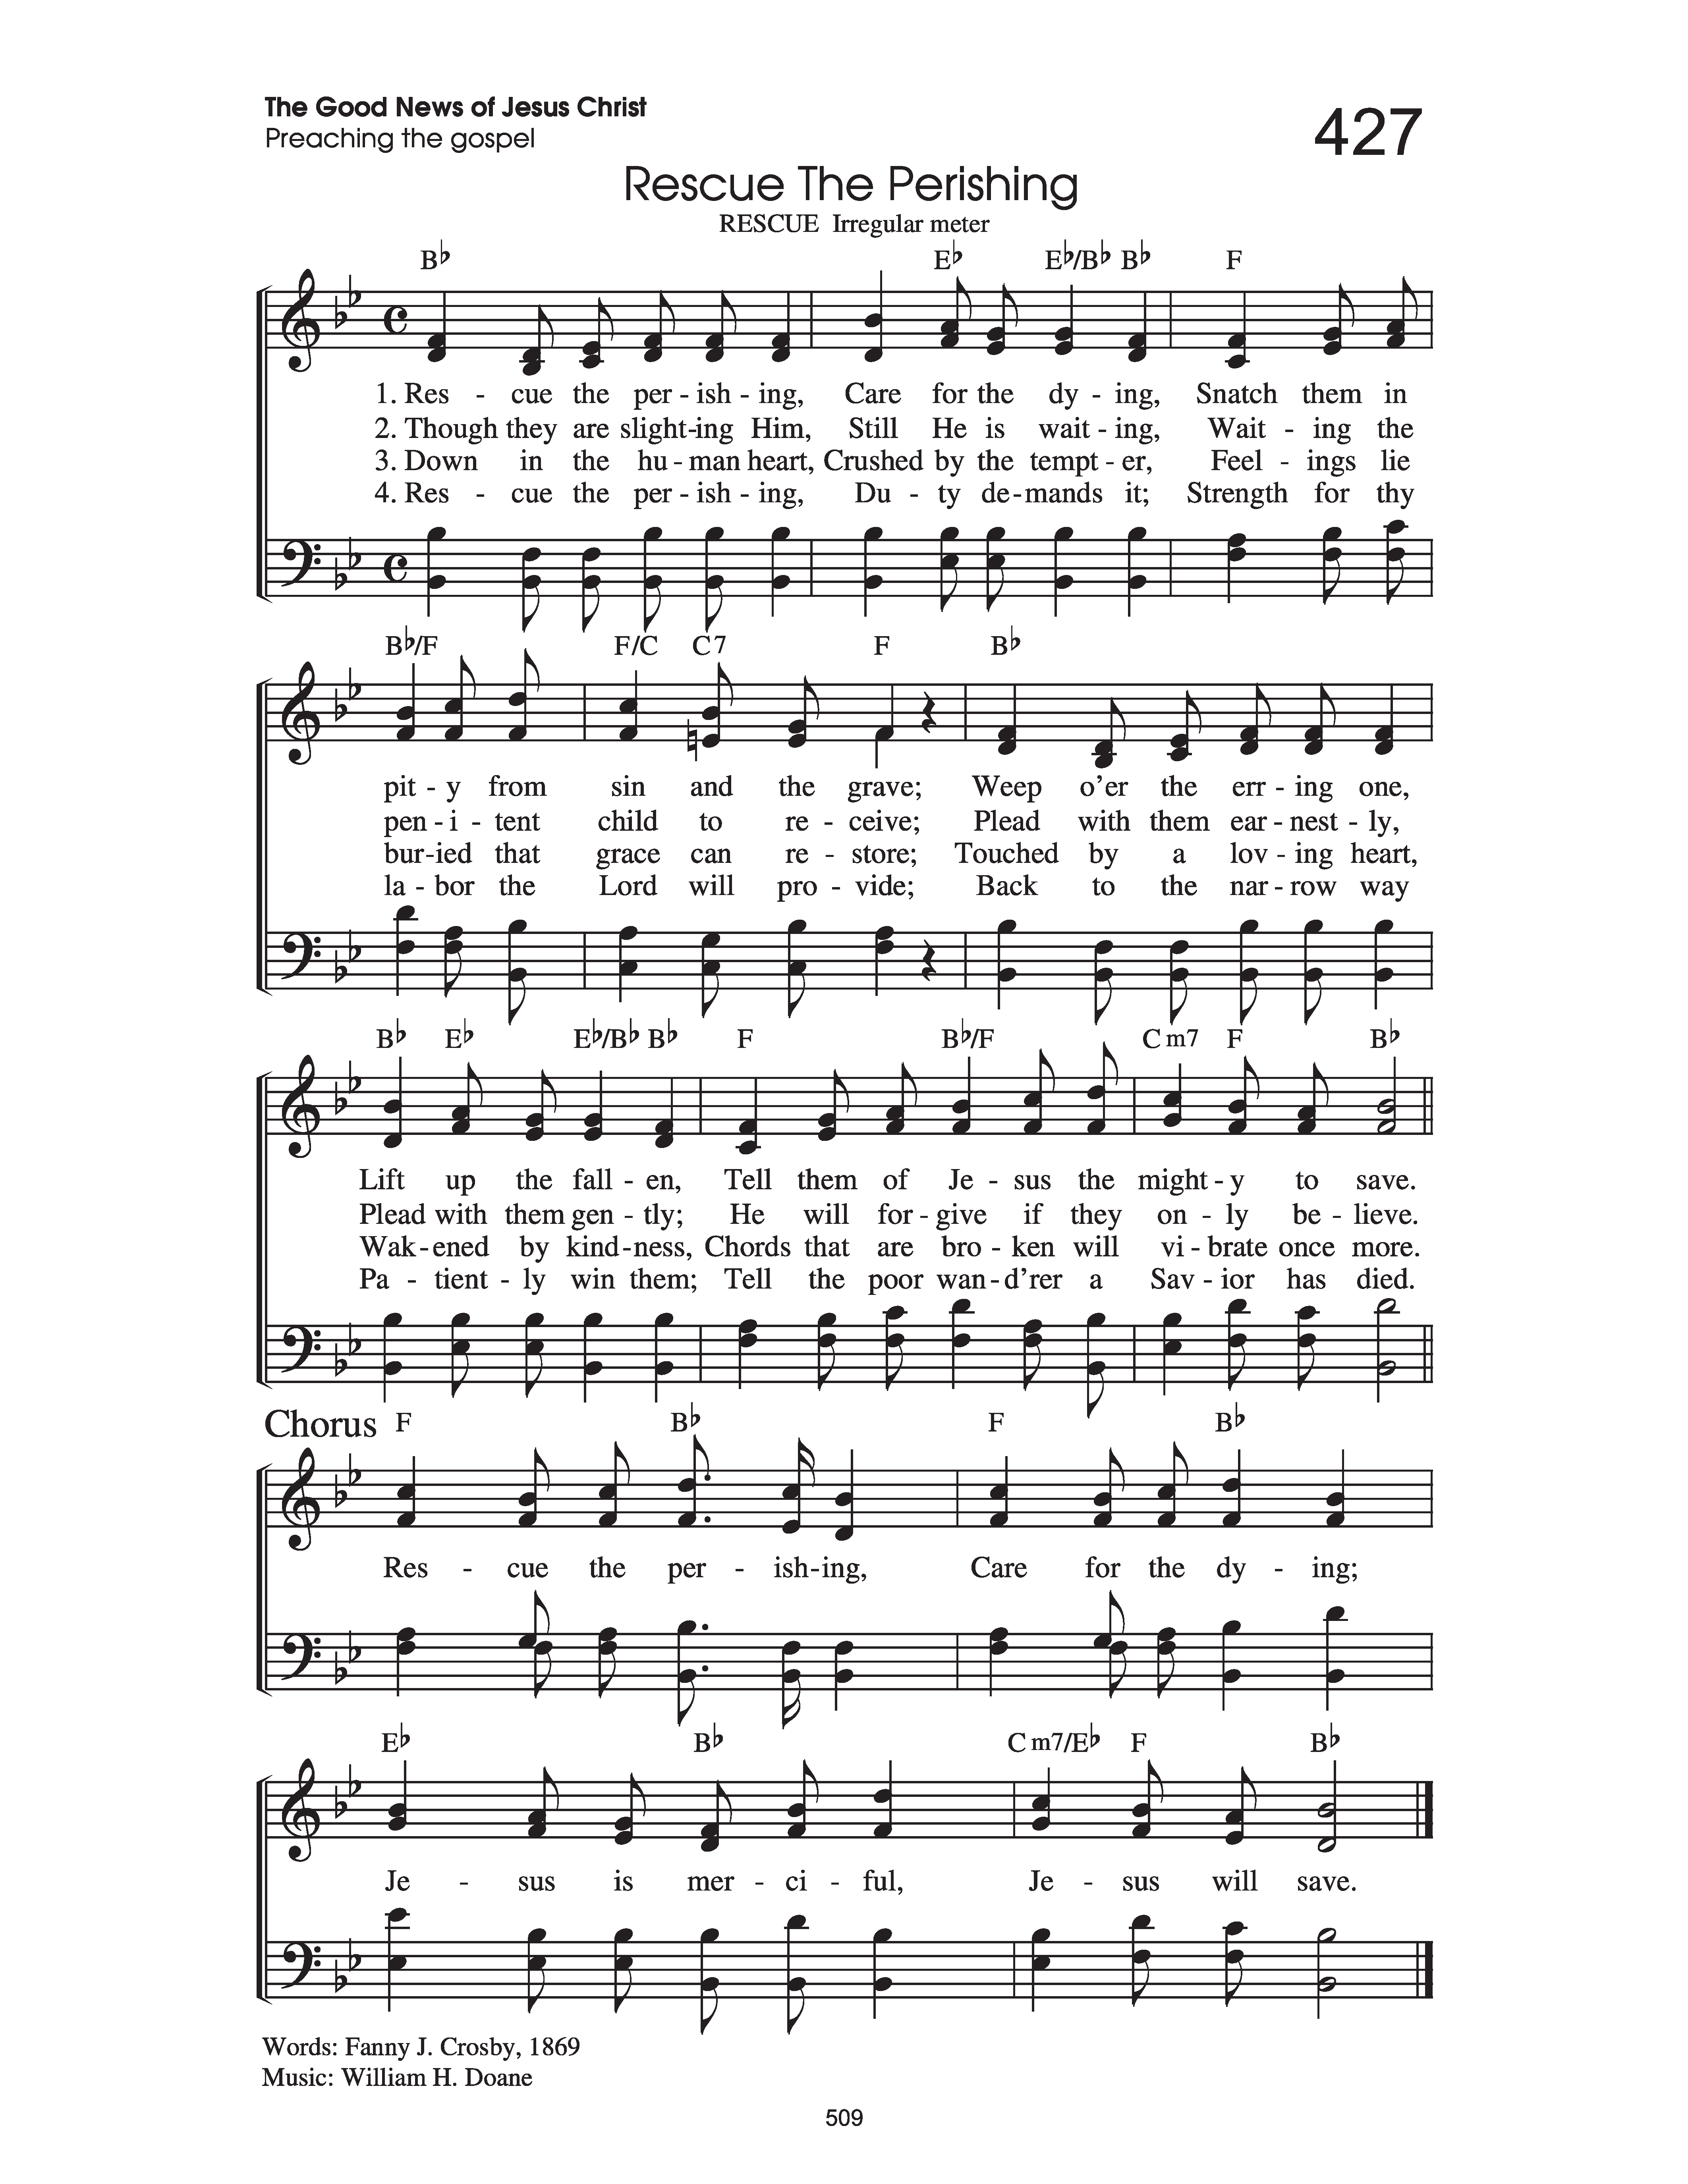 The Good News of Jesus Christ
Preaching the gospel
427
Rescue The Perishing
RESCUE Irregular meter
B♭ E♭ E♭/B♭ B♭ F
1. Res - cue the per - ish - ing, Care for the dy - ing, Snatch them in
2. Though they are slight-ing Him, Still He is wait - ing, Wait - ing the
3. Down in the hu - man heart, Crushed by the tempt - er, Feel - ings lie
4. Res - cue the per - ish - ing, Du - ty de-mands it; Strength for thy
B♭/F F/C C7 F B♭
pit - y from sin and the grave; Weep o'er the err - ing one,
pen - i - tent child to re - ceive; Plead with them ear - nest - ly,
bur-ied that grace can re - store; Touched by a lov - ing heart,
la - bor the Lord will pro - vide; Back to the nar - row way
B♭ E♭ E♭/B♭ B♭ F B♭/F C m7 F B♭
Lift up the fall - en, Tell them of Je - sus the might - y to save.
Plead with them gen - tly; He will for - give if they on - ly be - lieve.
Wak-ened by kind-ness, Chords that are bro - ken will vi - brate once more.
Pa - tient - ly win them; Tell the poor wan-d'rer a Sav - ior has died.
Chorus F B♭ F B♭
Res - cue the per - ish-ing, Care for the dy - ing;
E♭ B♭ C m7/E♭ F B♭
Je - sus is mer - ci - ful, Je - sus will save.
Words: Fanny J. Crosby, 1869
Music: William H. Doane
509